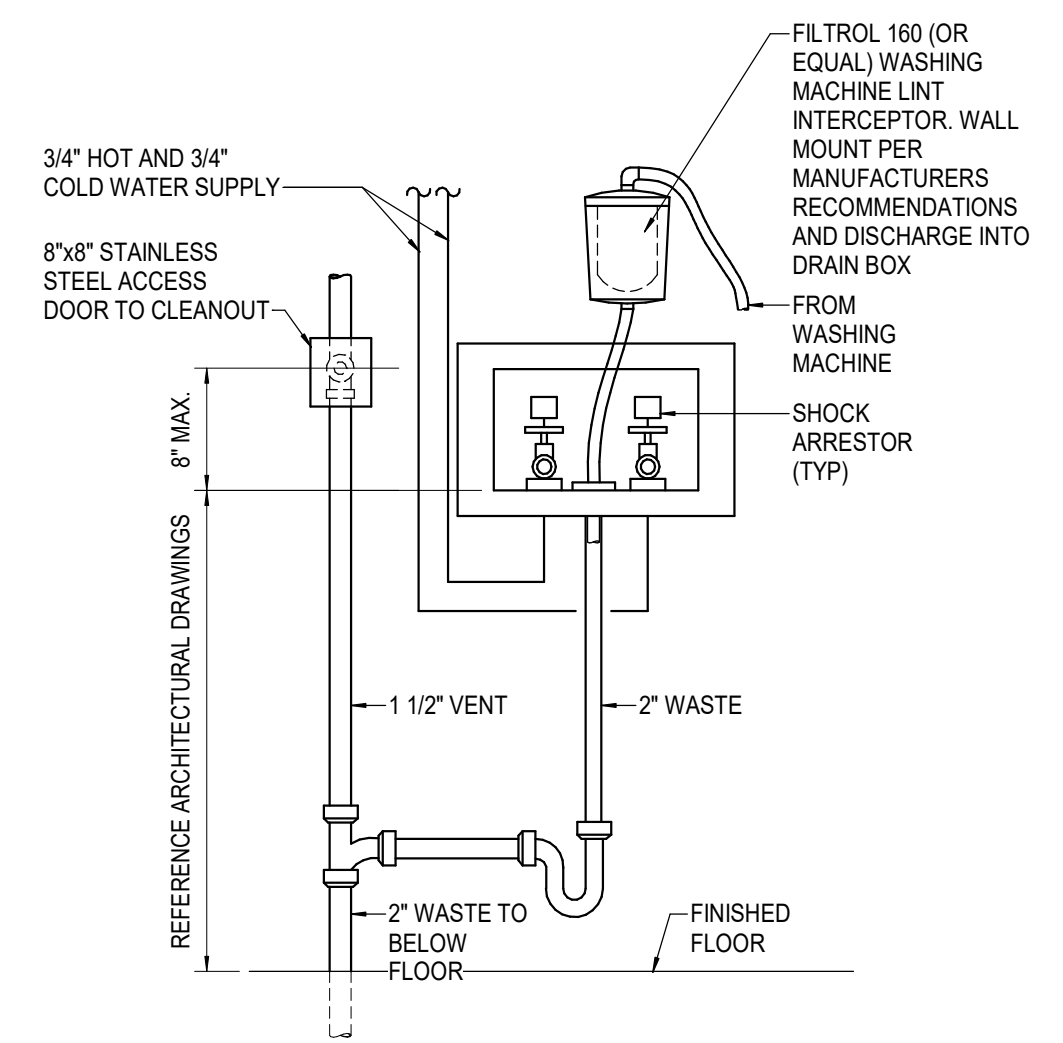 FILTROL 160 (OR
EQUAL) WASHING
MACHINE LINT
INTERCEPTOR. WALL
MOUNT PER
MANUFACTURERS
RECOMMENDATIONS
AND DISCHARGE INTO
DRAIN BOX
3/4" HOT AND 3/4"
COLD WATER SUPPLY
8"x8" STAINLESS
STEEL ACCESS
DOOR TO CLEANOUT
FROM
WASHING
MACHINE
8" MAX.
SHOCK
ARRESTOR
(TYP)
REFERENCE ARCHITECTURAL DRAWINGS
1 1/2" VENT
2" WASTE
2" WASTE TO
BELOW
FLOOR
FINISHED
FLOOR